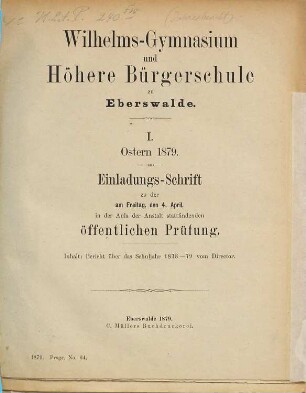 Wilhelms-Gymnasium
und
Höhere Bürgerschule
zu
Eberswalde.
I.
Ostern 1879.
Einladungs-Schrift
zu der
am Freitag, den 4. April,
in der Aula der Anstalt stattfindenden
öffentlichen Prüfung.
Inhalt: Bericht über das Schuljahr 1878—79 vom Director.
Eberswalde 1879.
C. Müllers Buchdruckerei.
1879. Progr. No. 64.